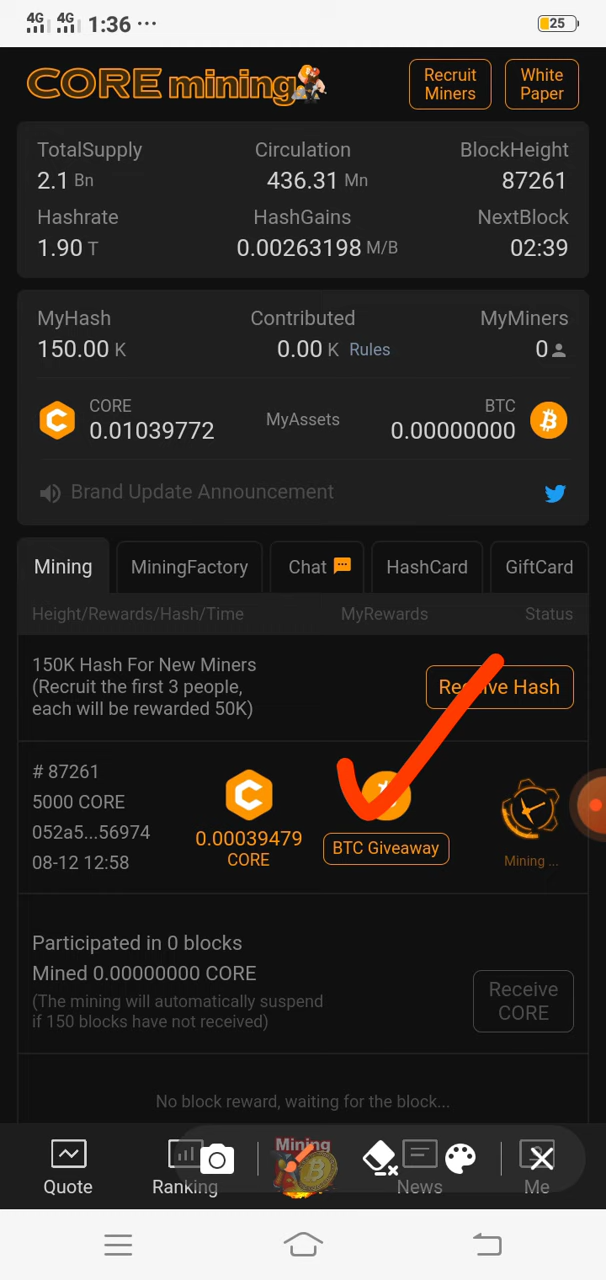 4G 4G 1:36 ... 25
CORE mining
Recruit Miners
White Paper
TotalSupply Circulation BlockHeight
2.1 Bn 436.31 Mn 87261
Hashrate HashGains NextBlock
1.90 T 0.00263198 M/B 02:39
MyHash Contributed MyMiners
150.00 K 0.00 K Rules 0
CORE MyAssets BTC
0.01039772 0.00000000
Brand Update Announcement
Mining MiningFactory Chat HashCard GiftCard
Height/Rewards/Hash/Time MyRewards Status
150K Hash For New Miners
(Recruit the first 3 people,
each will be rewarded 50K)
Receive Hash
# 87261
5000 CORE
052a5...56974
08-12 12:58
0.00039479
CORE
BTC Giveaway
Mining ...
Participated in 0 blocks
Mined 0.00000000 CORE
(The mining will automatically suspend
if 150 blocks have not received)
Receive
CORE
No block reward, waiting for the block...
Mining
Quote Ranking News Me